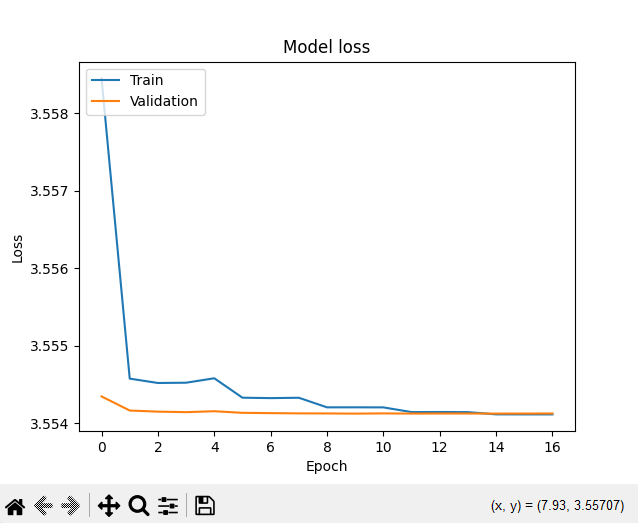 Model loss
Train
Validation
3.558
3.557
3.556
3.555
3.554
Loss
0 2 4 6 8 10 12 14 16
Epoch
(x, y) = (7.93, 3.55707)